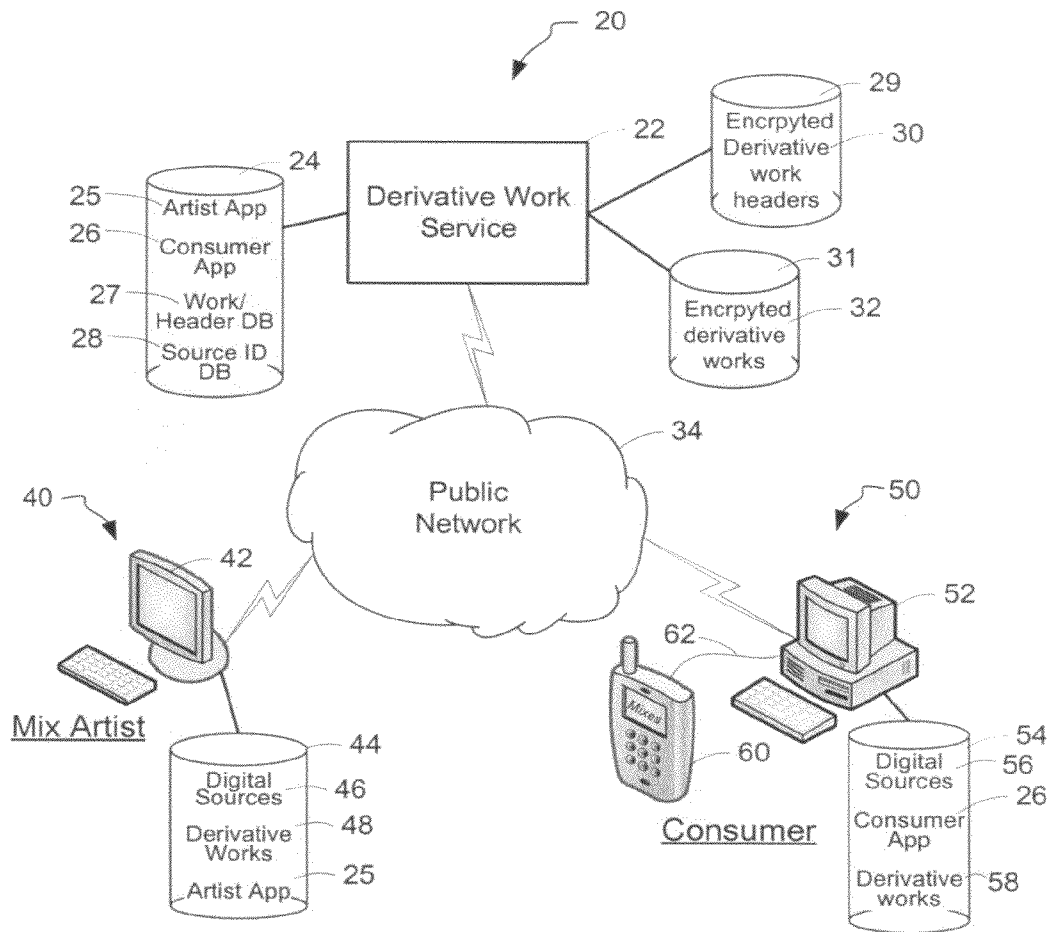 20
29
Encrpyted
Derivative
work
headers
30
22
Derivative Work
Service
24
25
Artist App
26
Consumer
App
27
Work/
Header DB
28
Source ID
DB
31
Encrpyted
derivative
works
32
34
Public
Network
40
42
50
52
62
Mixes
60
Mix Artist
44
Digital
Sources
46
48
Derivative
Works
25
Artist App
Consumer
54
Digital
Sources
56
26
Consumer
App
Derivative
works
58